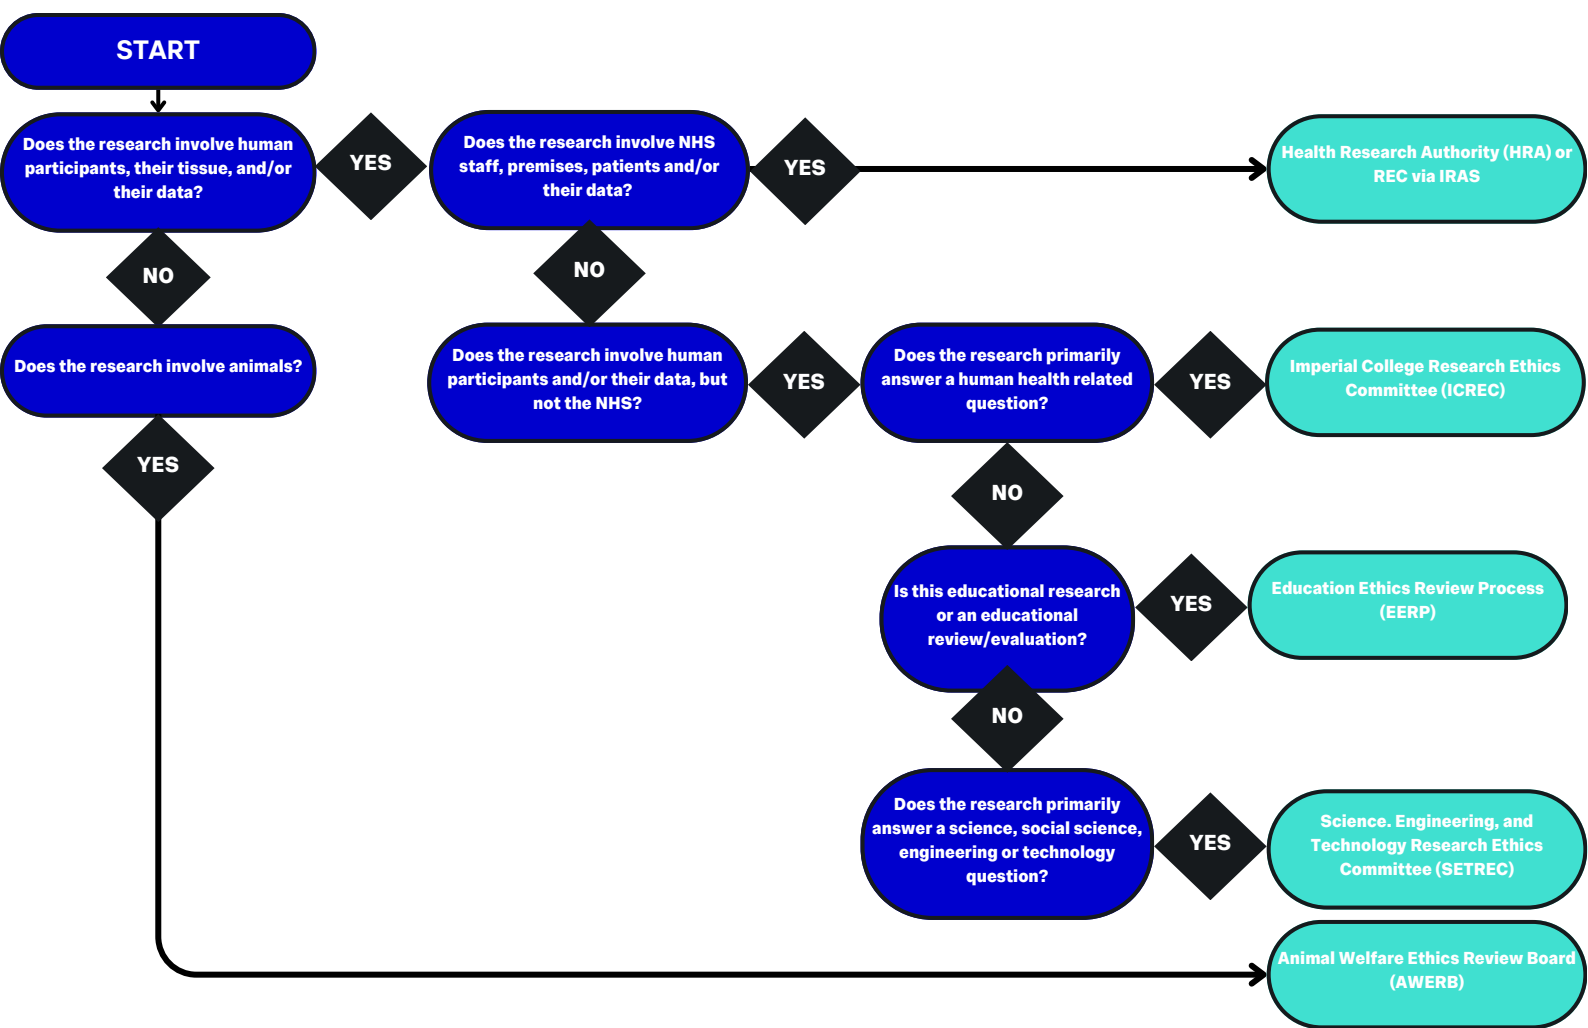 START
Does the research involve human
participants, their tissue, and/or
their data?
YES
Does the research involve NHS
staff, premises, patients and/or
their data?
YES
Health Research Authority (HRA) or
REC via IRAS
NO
NO
Does the research involve animals?
Does the research involve human
participants and/or their data, but
not the NHS?
YES
Does the research primarily
answer a human health related
question?
YES
Imperial College Research Ethics
Committee (ICREC)
YES
NO
Is this educational research
or an educational
review/evaluation?
YES
Education Ethics Review Process
(EERP)
NO
Does the research primarily
answer a science, social science,
engineering or technology
question?
YES
Science. Engineering, and
Technology Research Ethics
Committee (SETREC)
Animal Welfare Ethics Review Board
(AWERB)